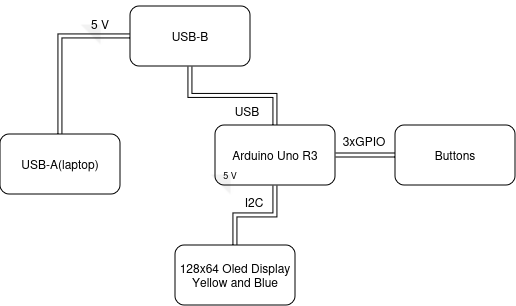 5 V
USB-B
USB
USB-A(laptop)
Arduino Uno R3
5 V
3xGPIO
Buttons
I2C
128x64 Oled Display
Yellow and Blue